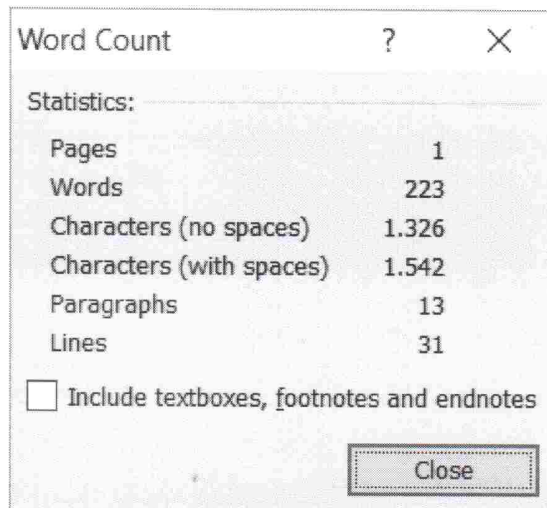 Word Count ? ×
Statistics:
Pages 1
Words 223
Characters (no spaces) 1.326
Characters (with spaces) 1.542
Paragraphs 13
Lines 31
Include textboxes, footnotes and endnotes
Close